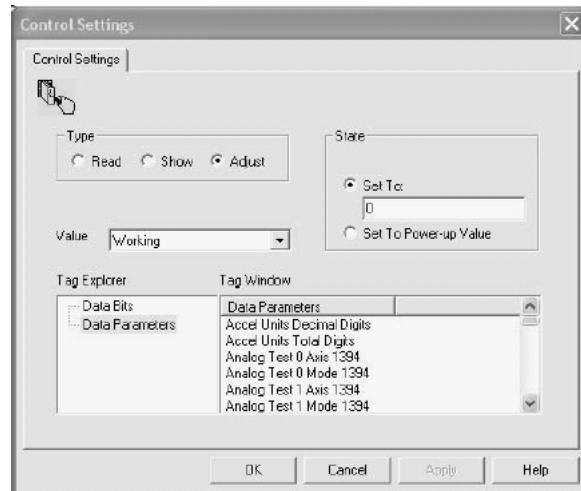 Control Settings
Control Settings
Type
Read Show Adjust
State
Set To:
0
Set To Power-up Value
Value Working
Tag Explorer
Data Bits
Data Parameters
Tag Window
Data Parameters
Accel Units Decimal Digits
Accel Units Total Digits
Analog Test 0 Axis 1394
Analog Test 0 Mode 1394
Analog Test 1 Axis 1394
Analog Test 1 Mode 1394
OK Cancel Apply Help